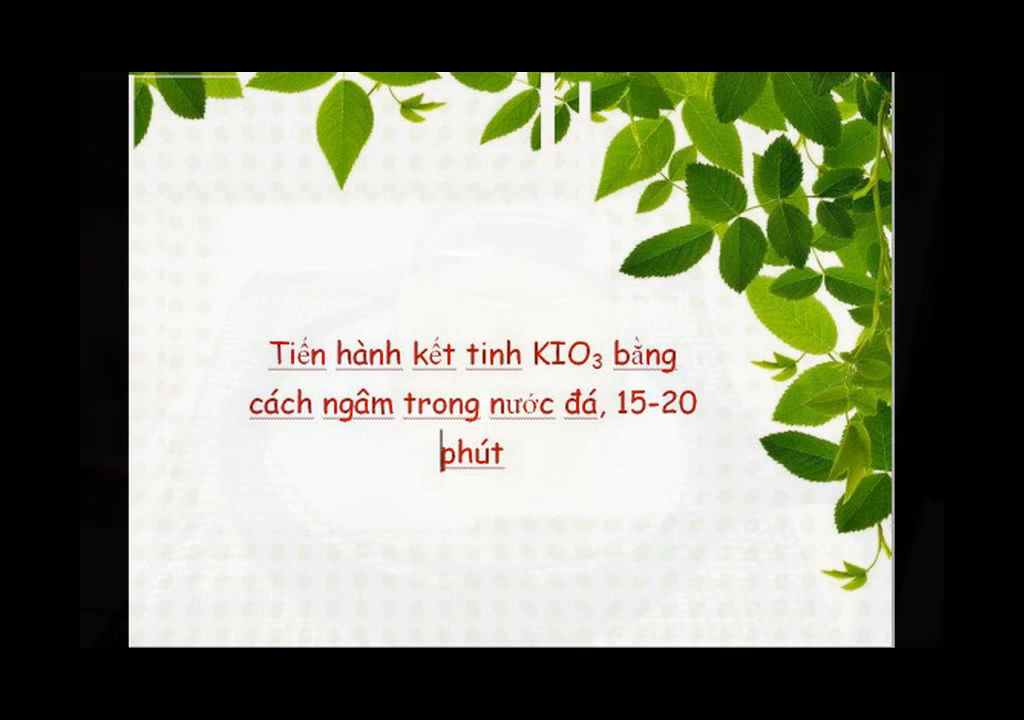 Tiến hành kết tinh KIO₃ bằng
cách ngâm trong nước đá, 15-20
phút